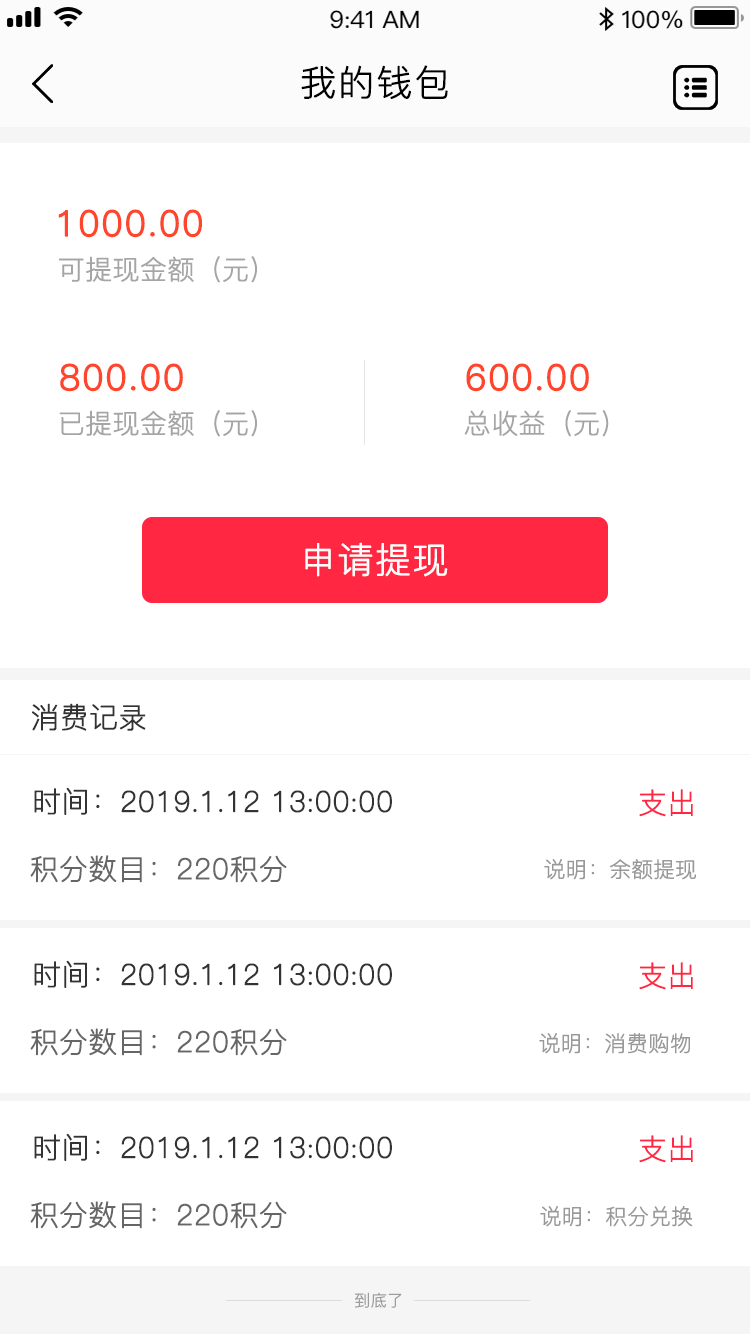 9:41 AM 100%
我的钱包
1000.00
可提现金额（元）
800.00 600.00
已提现金额（元） 总收益（元）
申请提现
消费记录
时间：2019.1.12 13:00:00 支出
积分数目：220积分 说明：余额提现
时间：2019.1.12 13:00:00 支出
积分数目：220积分 说明：消费购物
时间：2019.1.12 13:00:00 支出
积分数目：220积分 说明：积分兑换
到底了